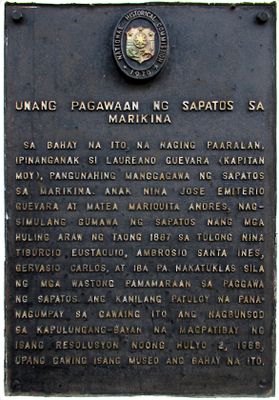 NATIONAL HISTORICAL COMMISSION
1970
UNANG PAGAWAAN NG SAPATOS SA
MARIKINA
SA BAHAY NA ITO, NA NAGING PAARALAN,
IPINANGANAK SI LAUREANO GUEVARA (KAPITAN
MOY), PANGUNAHING MANGGAGAWA NG SAPATOS
SA MARIKINA. ANAK NINA JOSE EMITERIO
GUEVARA AT MATEA MARIQUITA ANDRES, NAG-
SIMULANG GUMAWA NG SAPATOS NANG MGA
HULING ARAW NG TAONG 1887 SA TULONG NINA
TIBURCIO EUSTAQUIO, AMBROSIO SANTA INES,
GERVASIO CARLOS, AT IBA PA. NAKATUKLAS SILA
NG MGA WASTONG PAMAMARAAN SA PAGGAWA
NG SAPATOS. ANG KANILANG PATULOY NA PANA-
NAGUMPAY SA GAWAING ITO ANG NAGBUNSOD
SA KAPULUNGANG-BAYAN NA MAGPATIBAY NG
ISANG RESOLUSYON NOONG HULYO 2, 1968,
UPANG GAWING ISANG MUSEO ANG BAHAY NA ITO.